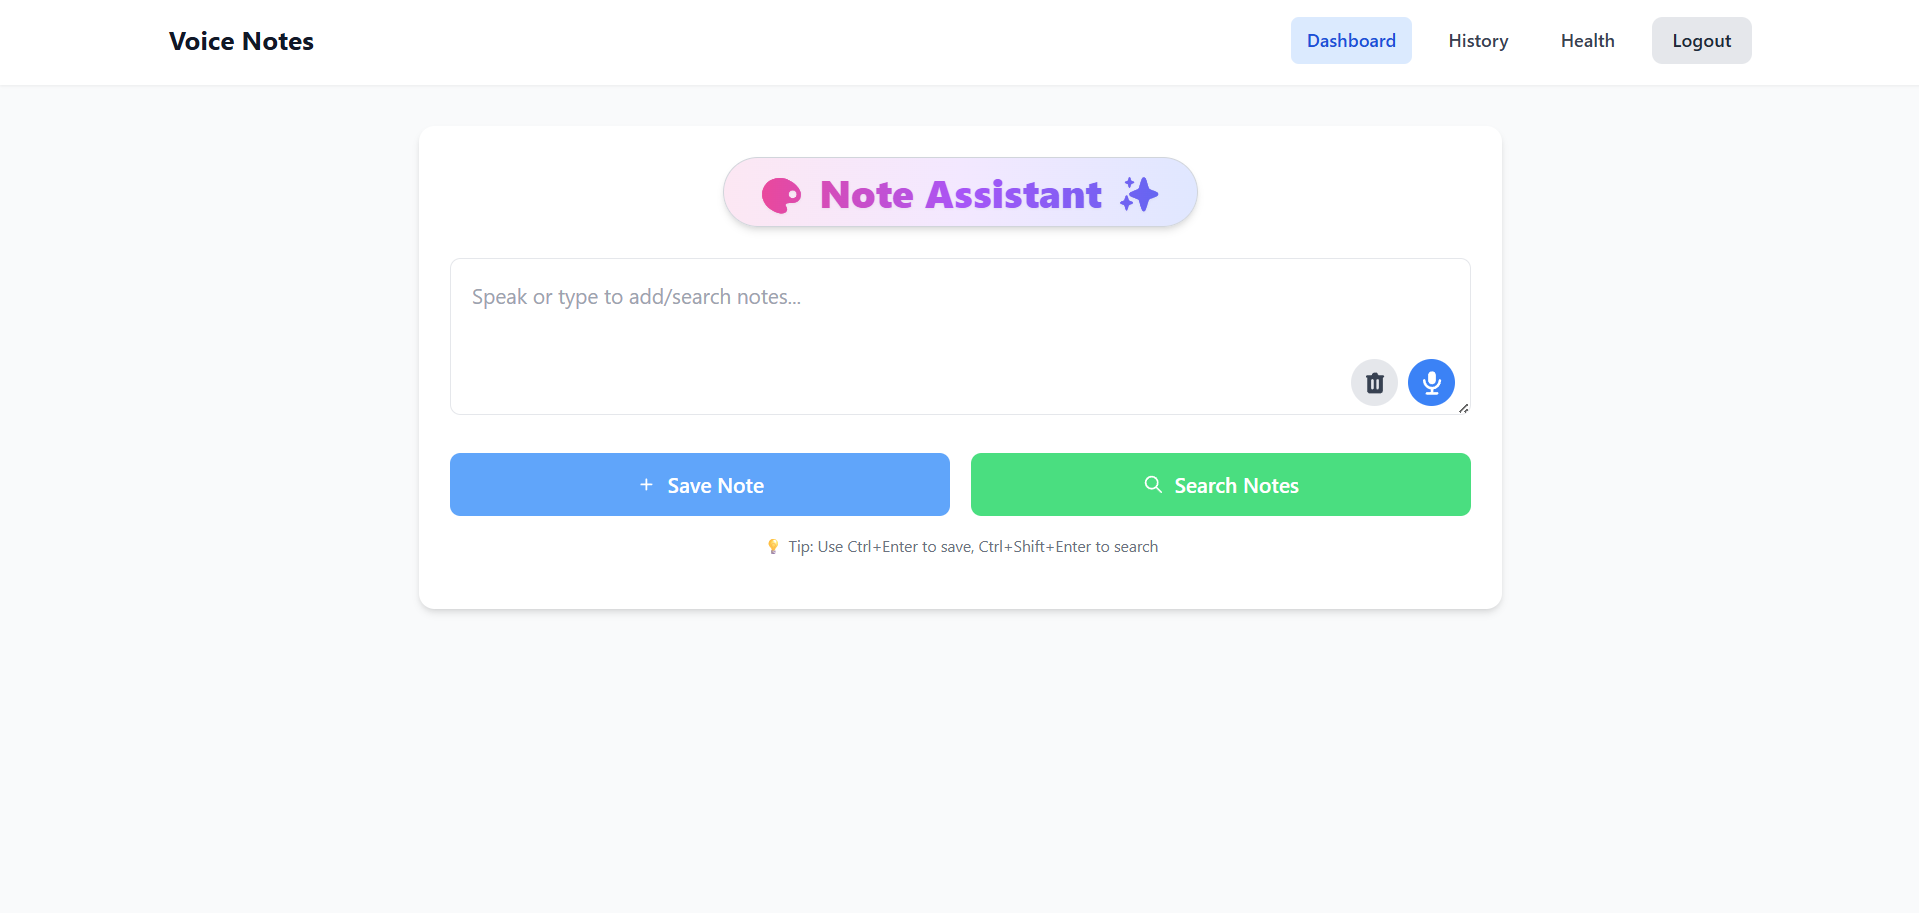 Voice Notes
Dashboard
History
Health
Logout
Note Assistant
Speak or type to add/search notes...
+ Save Note
Search Notes
💡 Tip: Use Ctrl+Enter to save, Ctrl+Shift+Enter to search